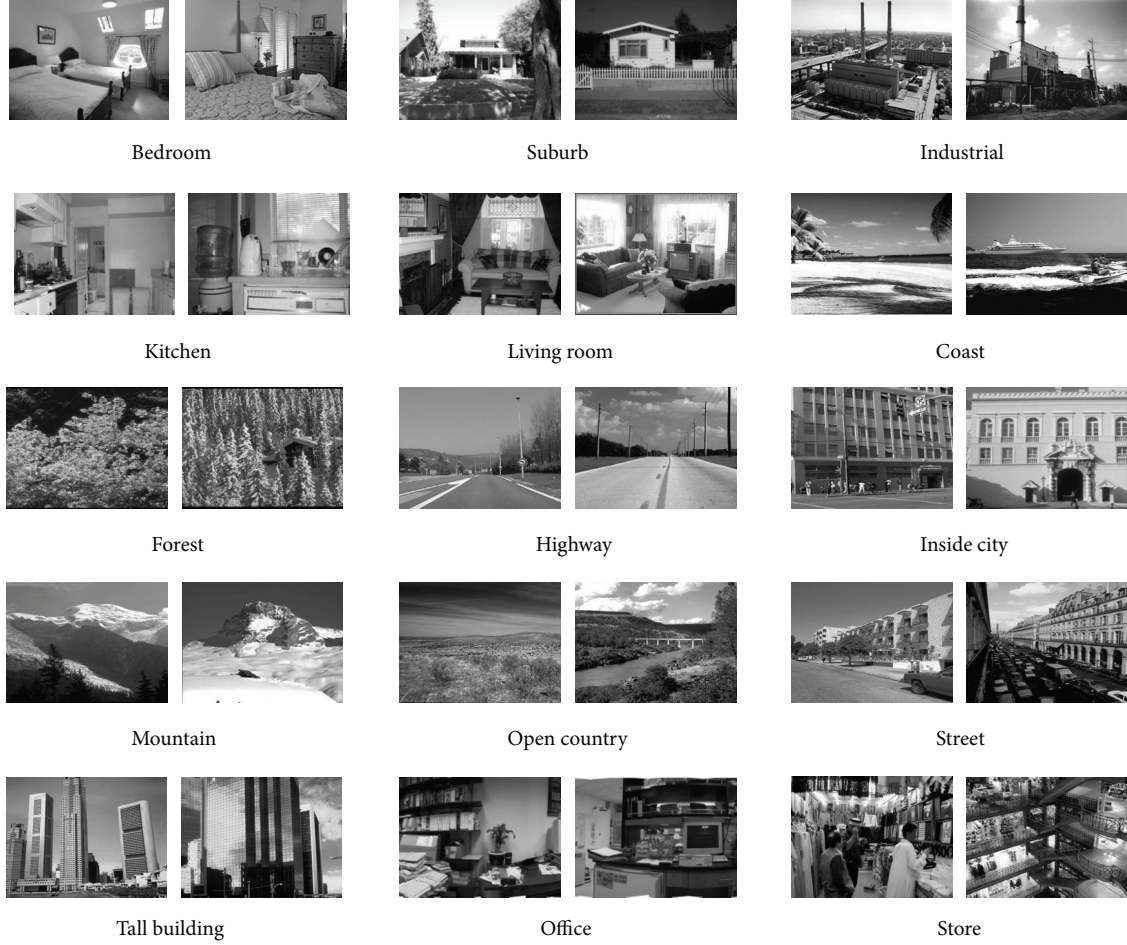 Bedroom
Suburb
Industrial
Kitchen
Living room
Coast
Forest
Highway
Inside city
Mountain
Open country
Street
Tall building
Office
Store